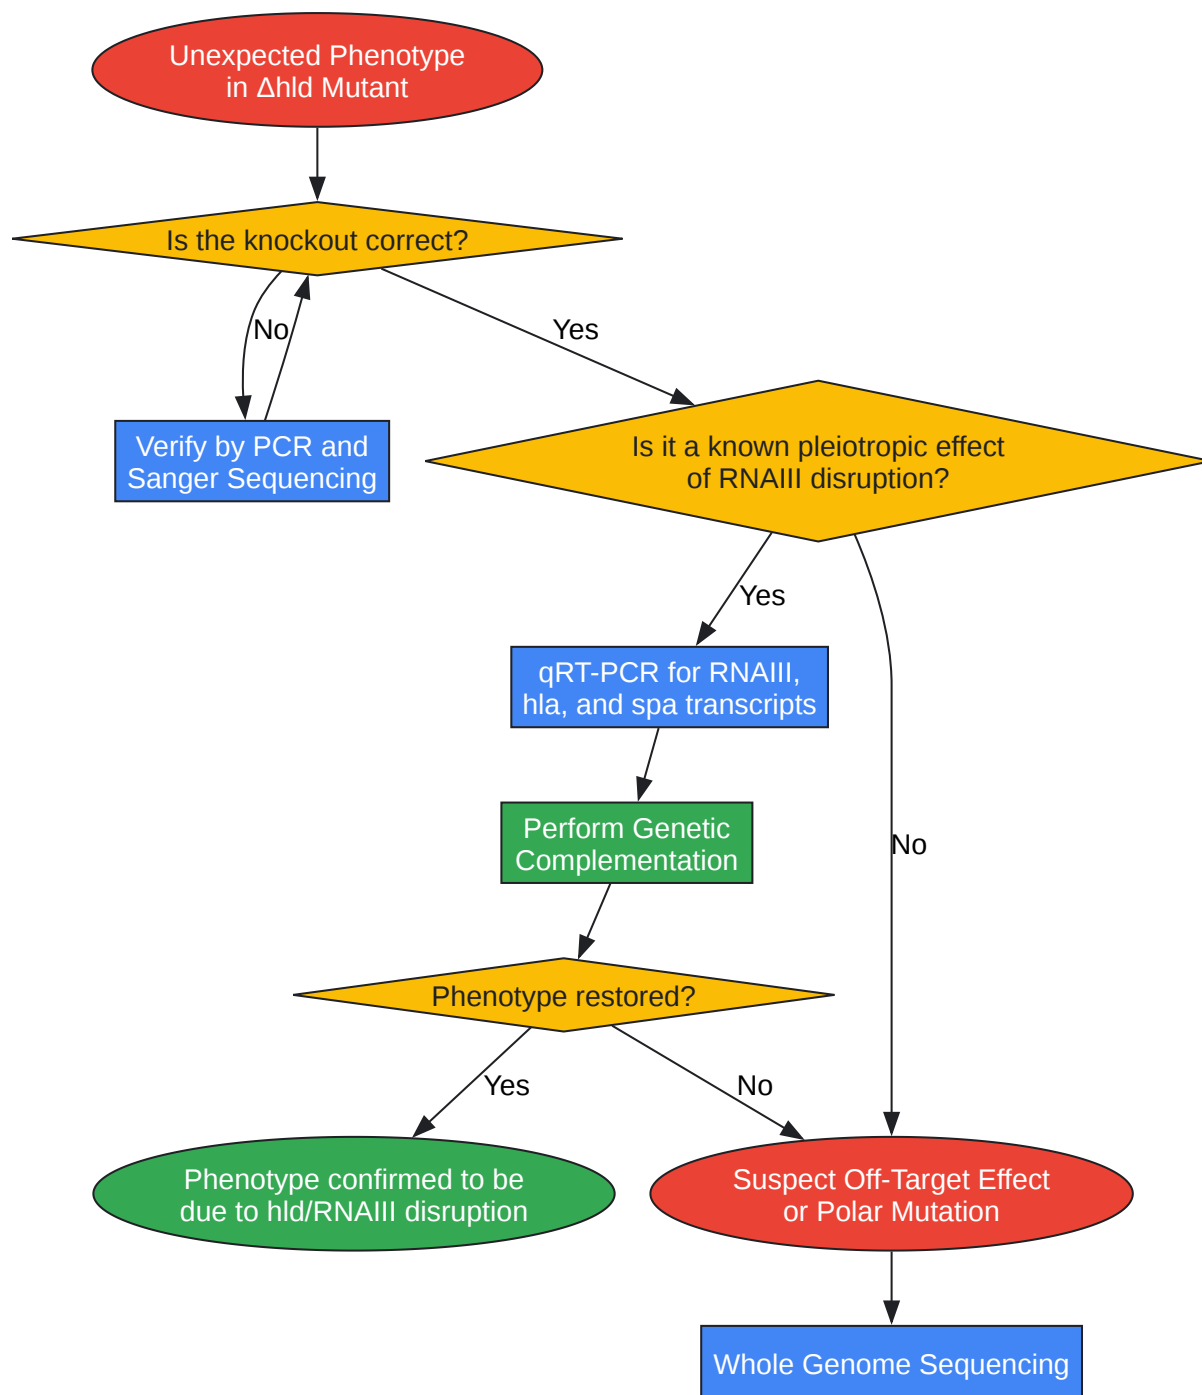 Unexpected Phenotype
in Δhld Mutant
Is the knockout correct?
No
Yes
Verify by PCR and
Sanger Sequencing
Is it a known pleiotropic effect
of RNAIII disruption?
Yes
qRT-PCR for RNAIII,
hla, and spa transcripts
Perform Genetic
Complementation
No
Phenotype restored?
Yes
No
Phenotype confirmed to be
due to hld/RNAIII disruption
Suspect Off-Target Effect
or Polar Mutation
Whole Genome Sequencing